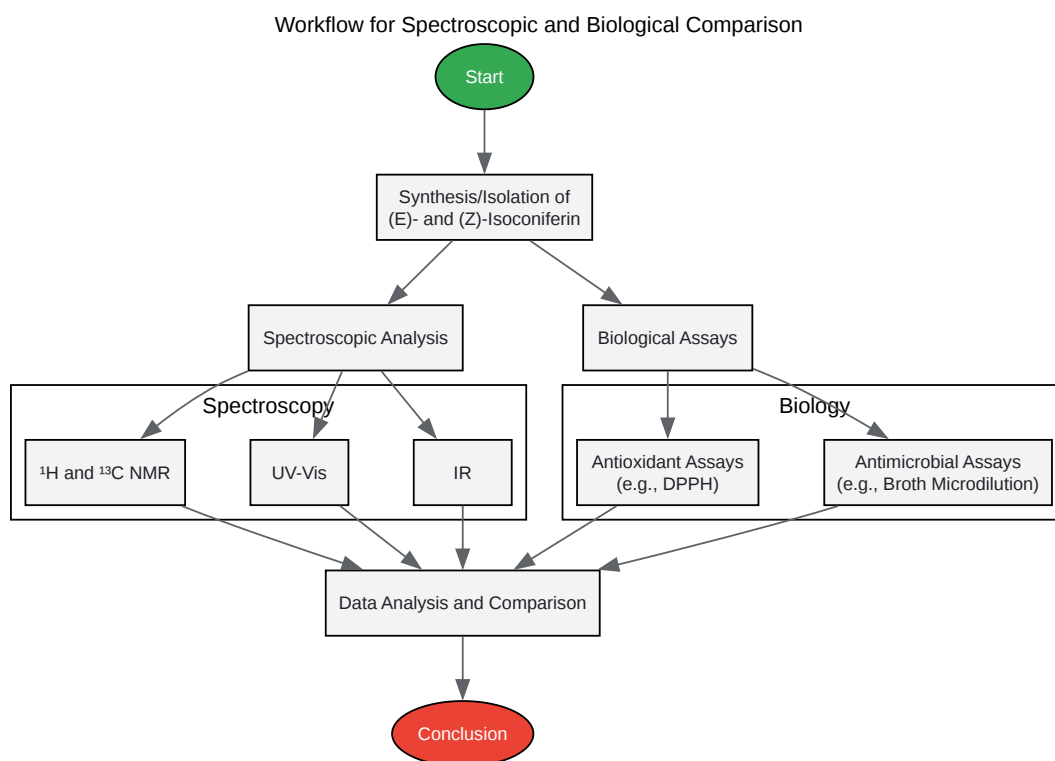 Workflow for Spectroscopic and Biological Comparison
Start
Synthesis/Isolation of
(E)- and (Z)-Isoconiferin
Spectroscopic Analysis
Biological Assays
Spectroscopy
Biology
¹H and ¹³C NMR
UV-Vis
IR
Antioxidant Assays
(e.g., DPPH)
Antimicrobial Assays
(e.g., Broth Microdilution)
Data Analysis and Comparison
Conclusion